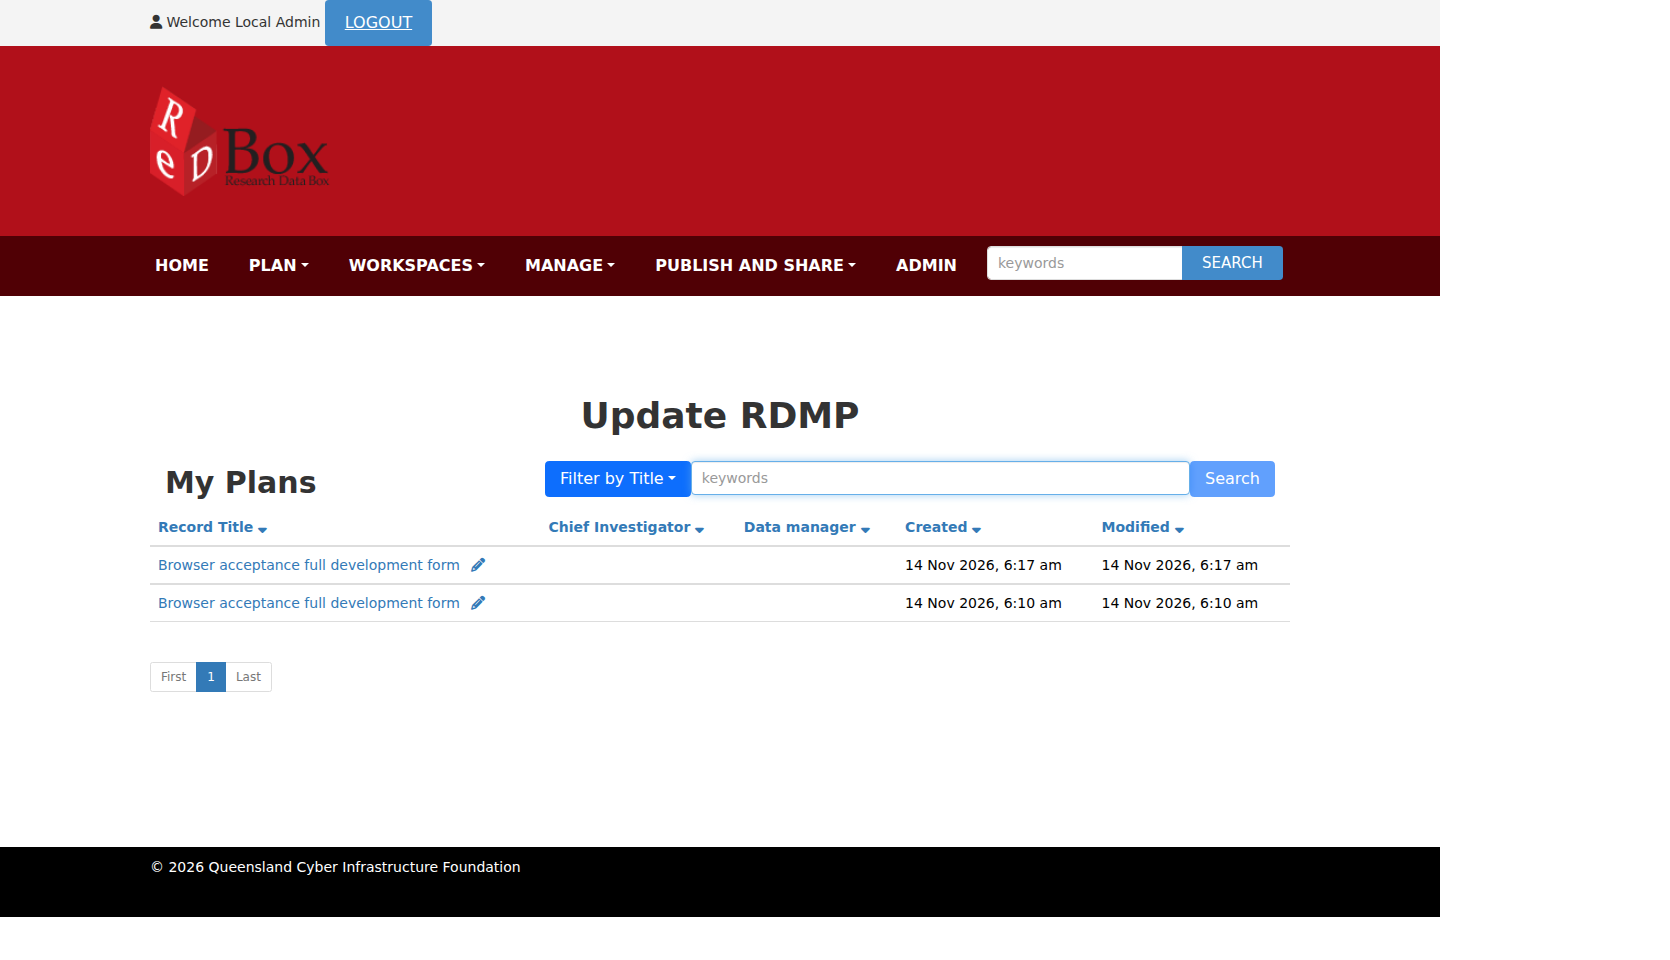 Welcome Local Admin LOGOUT
Re D Box
Research Data Box
HOME PLAN WORKSPACES MANAGE PUBLISH AND SHARE ADMIN keywords SEARCH
Update RDMP
My Plans Filter by Title keywords Search
Record Title Chief Investigator Data manager Created Modified
Browser acceptance full development form 14 Nov 2026, 6:17 am 14 Nov 2026, 6:17 am
Browser acceptance full development form 14 Nov 2026, 6:10 am 14 Nov 2026, 6:10 am
First 1 Last
© 2026 Queensland Cyber Infrastructure Foundation